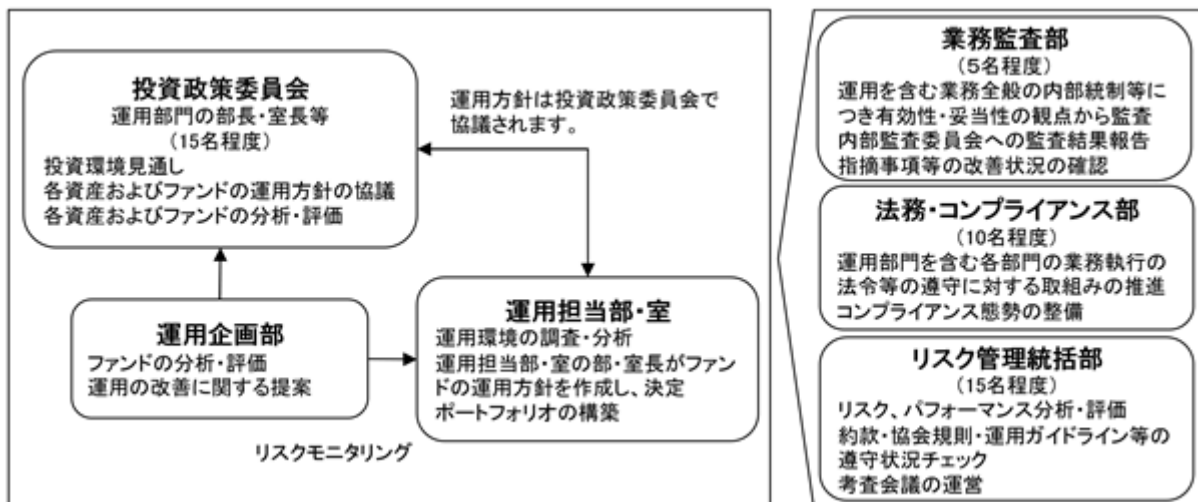 投資政策委員会
運用部門の部長・室長等
(15名程度)
投資環境見通し
各資産およびファンドの運用方針の協議
各資産およびファンドの分析・評価
運用方針は投資政策委員会で
協議されます。
運用企画部
ファンドの分析・評価
運用の改善に関する提案
運用担当部・室
運用環境の調査・分析
運用担当部・室の部・室長がファン
ドの運用方針を作成し、決定
ポートフォリオの構築
リスクモニタリング
業務監査部
(5名程度)
運用を含む業務全般の内部統制等に
つき有効性・妥当性の観点から監査
内部監査委員会への監査結果報告
指摘事項等の改善状況の確認
法務・コンプライアンス部
(10名程度)
運用部門を含む各部門の業務執行の
法令等の遵守に対する取組みの推進
コンプライアンス態勢の整備
リスク管理統括部
(15名程度)
リスク、パフォーマンス分析・評価
約款・協会規則・運用ガイドライン等の
遵守状況チェック
考査会議の運営